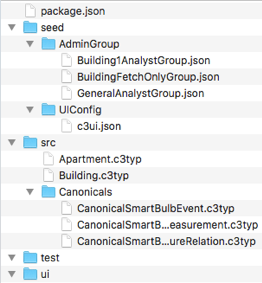 package.json
seed
AdminGroup
Building1AnalystGroup.json
BuildingFetchOnlyGroup.json
GeneralAnalystGroup.json
UIConfig
c3ui.json
src
Apartment.c3typ
Building.c3typ
Canonicals
CanonicalSmartBulbEvent.c3typ
CanonicalSmartB...easurement.c3typ
CanonicalSmartB...ureRelation.c3typ
test
ui